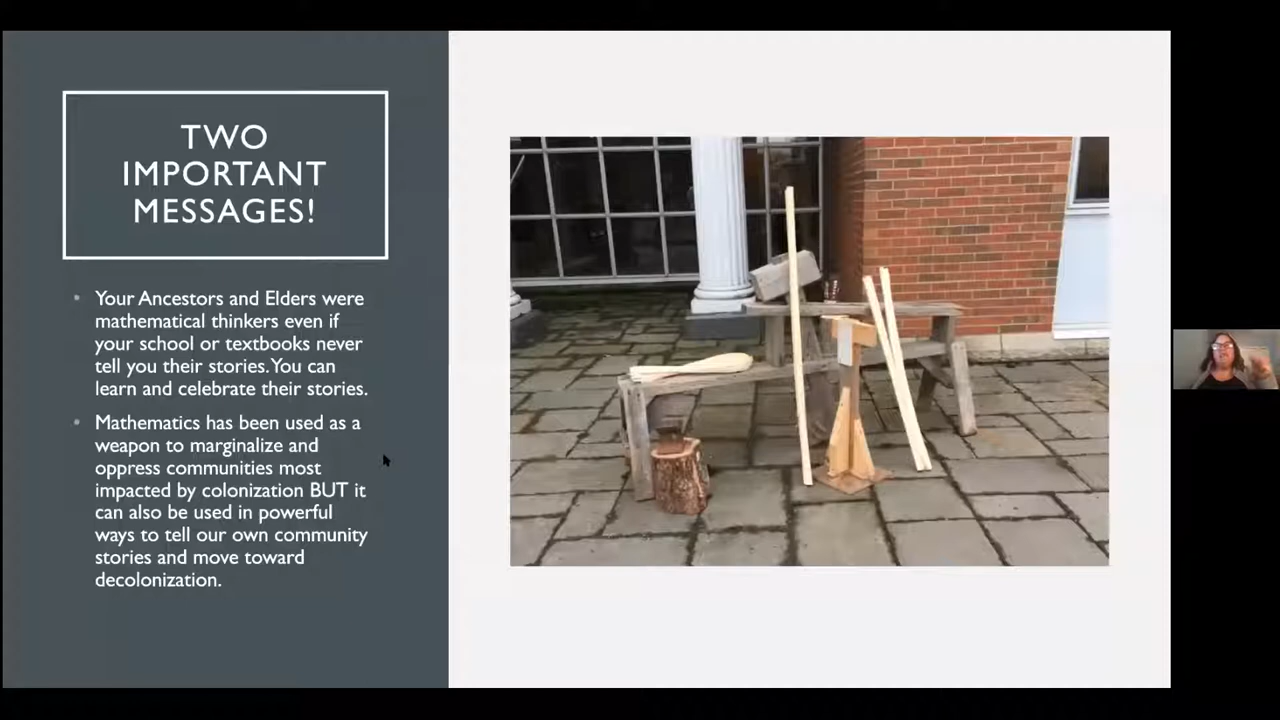 TWO
IMPORTANT
MESSAGES!
• Your Ancestors and Elders were
mathematical thinkers even if
your school or textbooks never
tell you their stories. You can
learn and celebrate their stories.
• Mathematics has been used as a
weapon to marginalize and
oppress communities most
impacted by colonization BUT it
can also be used in powerful
ways to tell our own community
stories and move toward
decolonization.